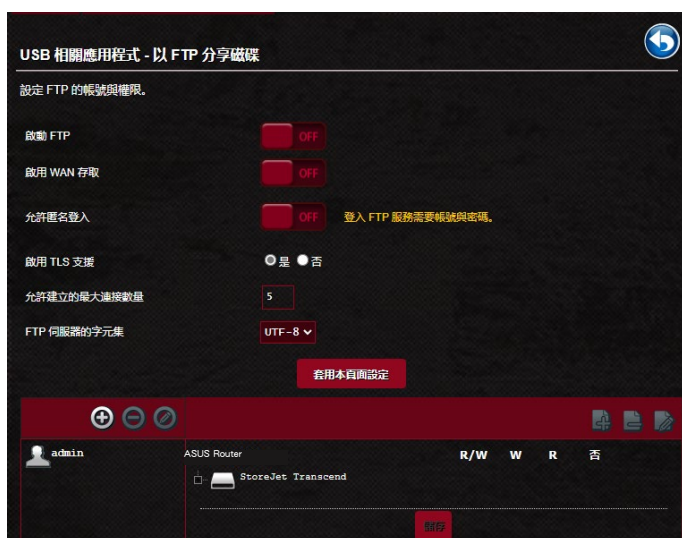 USB 相關應用程式 - 以 FTP 分享磁碟
設定 FTP 的帳號與權限。
啟動 FTP OFF
啟用 WAN 存取 OFF
允許匿名登入 OFF 登入 FTP 服務需要帳號與密碼。
啟用 TLS 支援 是 否
允許建立的最大連接數量 5
FTP 伺服器的字元集 UTF-8
套用本頁面設定
admin ASUS Router R/W W R 否
StoreJet Transcend
儲存